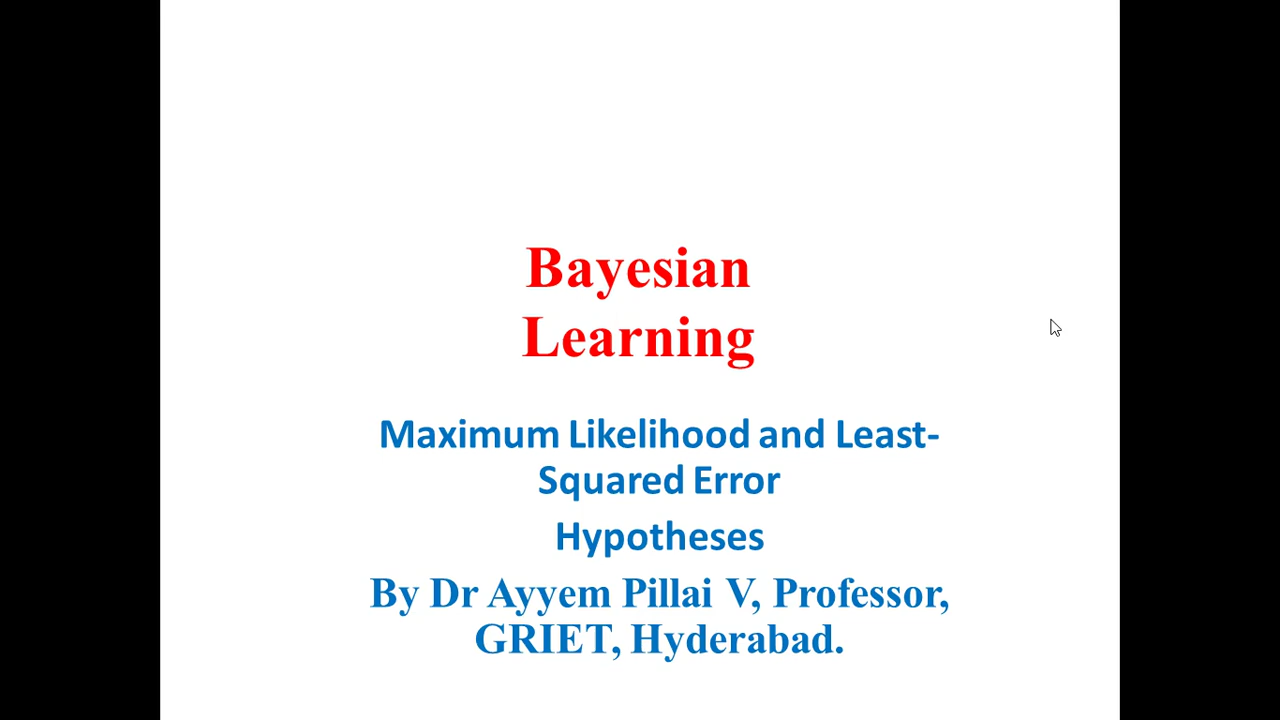 Bayesian
Learning
Maximum Likelihood and Least-
Squared Error
Hypotheses
By Dr Ayyem Pillai V, Professor,
GRIET, Hyderabad.